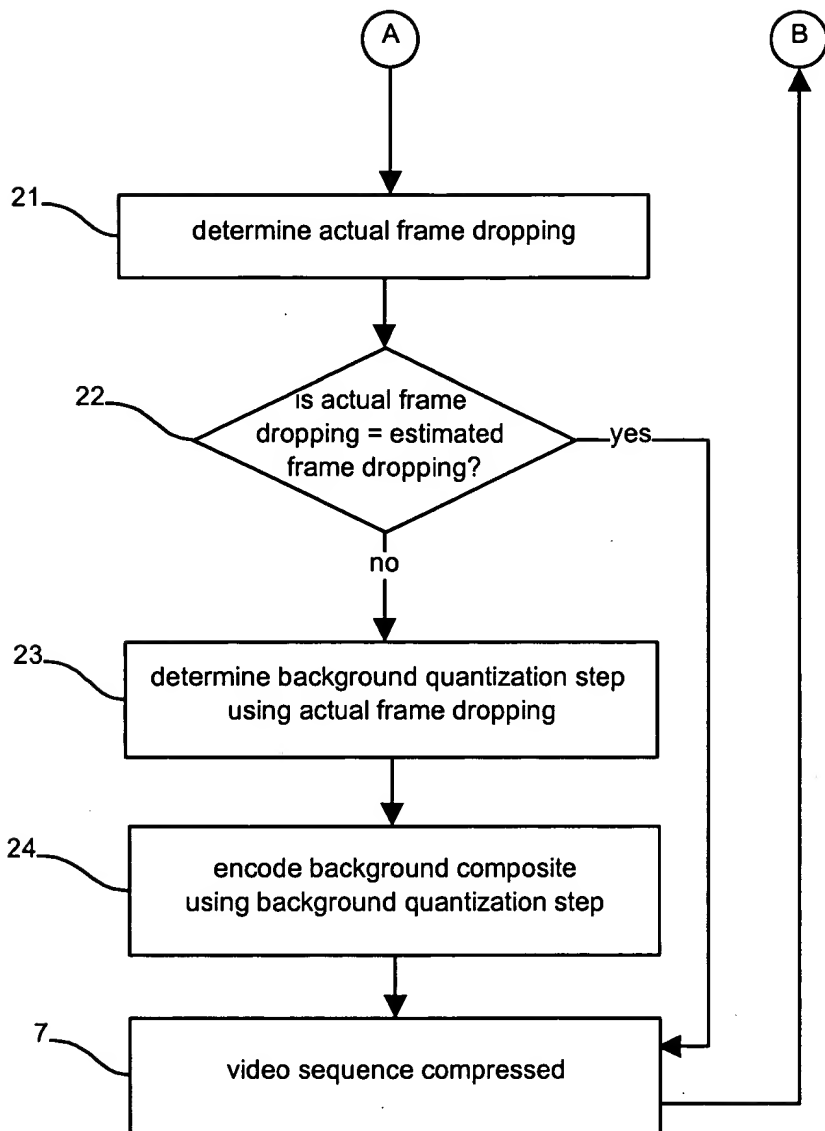 A
B
21
determine actual frame dropping
22
is actual frame
dropping = estimated
frame dropping?
yes
no
23
determine background quantization step
using actual frame dropping
24
encode background composite
using background quantization step
7
video sequence compressed